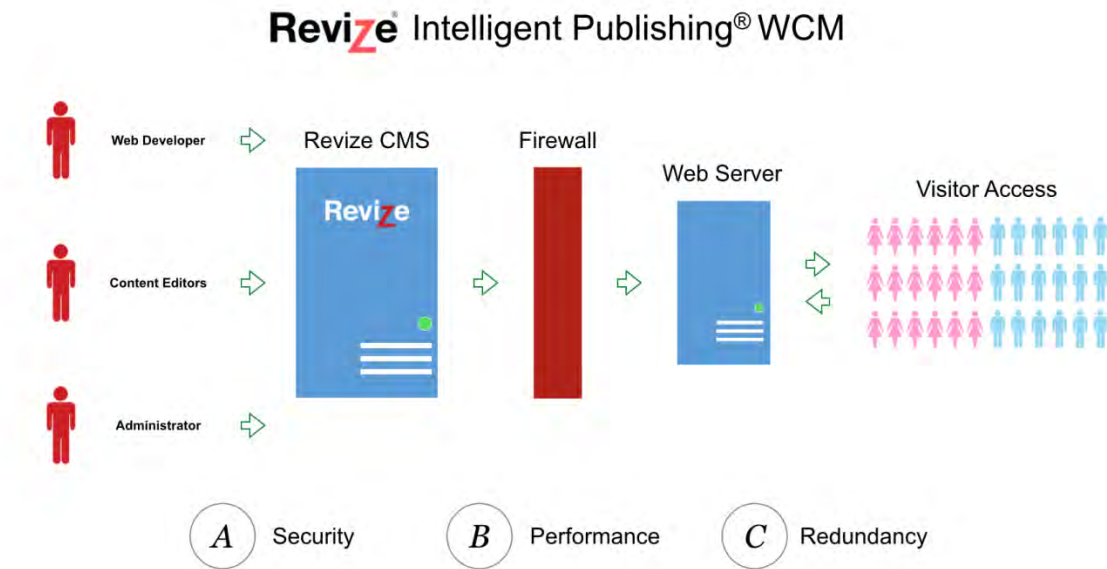 Revize® Intelligent Publishing® WCM
Web Developer
Revize CMS
Firewall
Web Server
Visitor Access
Revize
Content Editors
Administrator
A Security
B Performance
C Redundancy